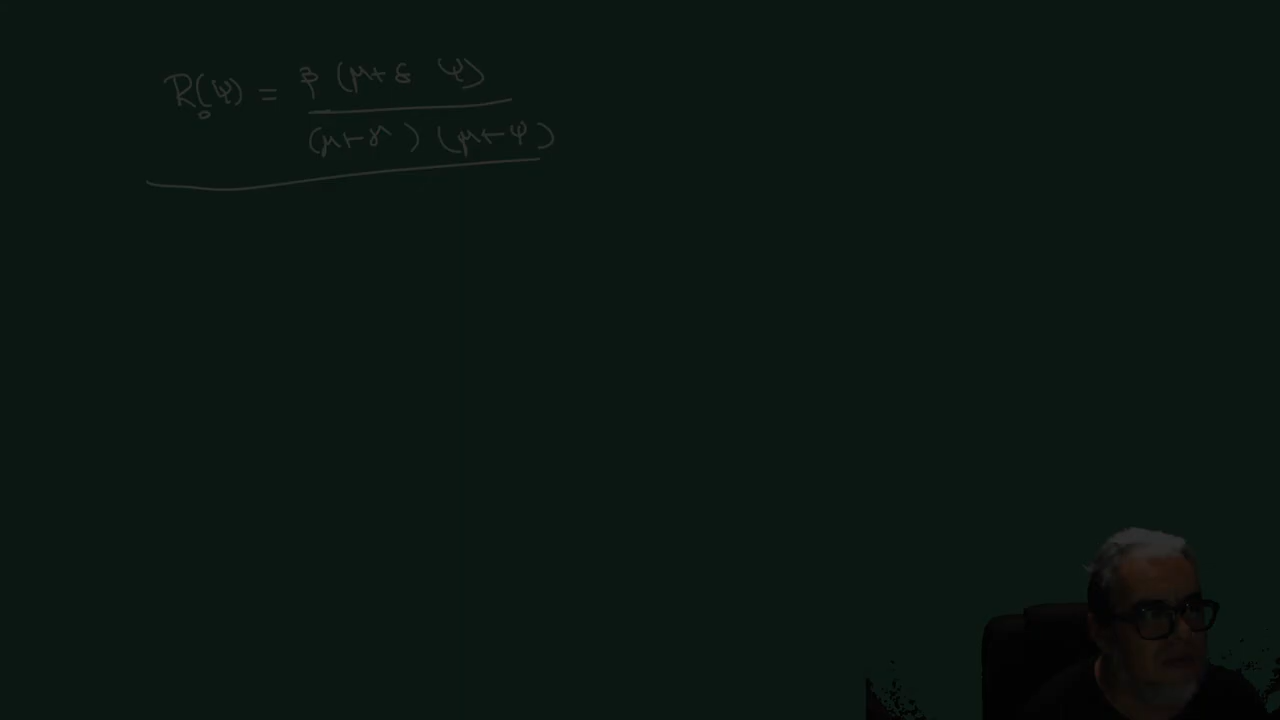 R₀(ψ) = β (μ + δ ψ)
(μ + γ) (μ + ψ)